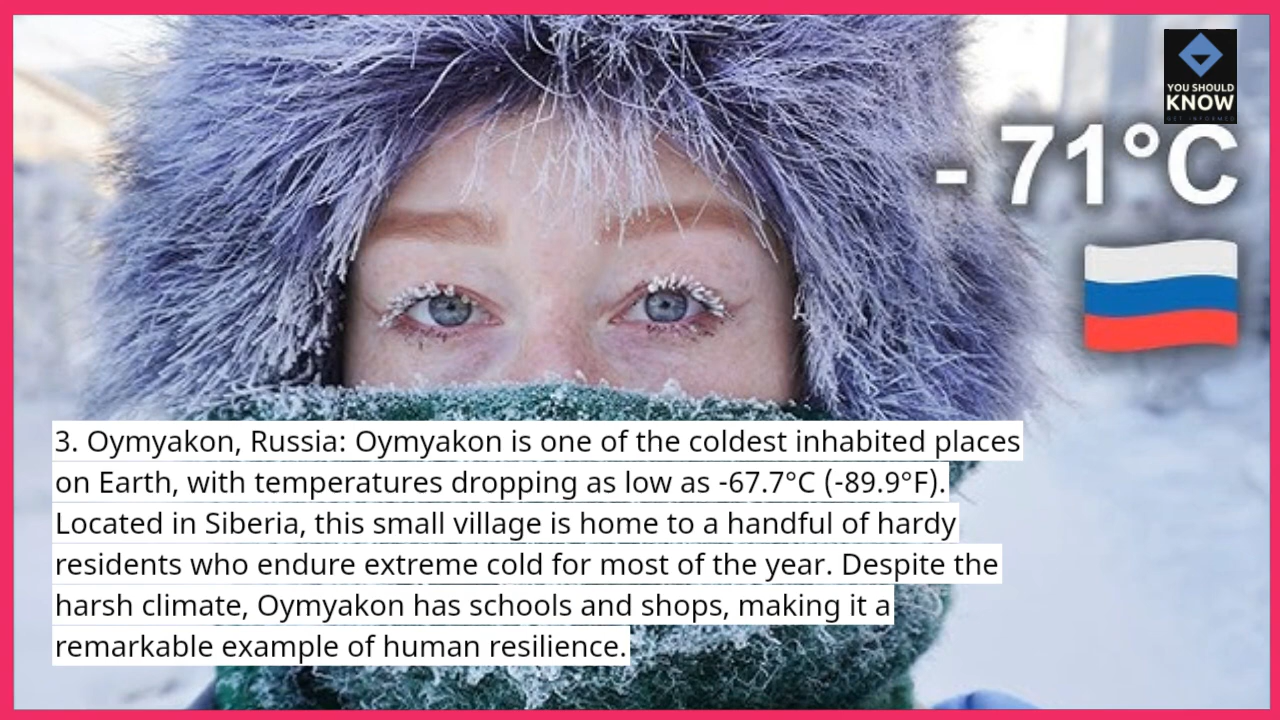 YOU SHOULD
KNOW
GET INFORMED
- 71°C
3. Oymyakon, Russia: Oymyakon is one of the coldest inhabited places
on Earth, with temperatures dropping as low as -67.7°C (-89.9°F).
Located in Siberia, this small village is home to a handful of hardy
residents who endure extreme cold for most of the year. Despite the
harsh climate, Oymyakon has schools and shops, making it a
remarkable example of human resilience.